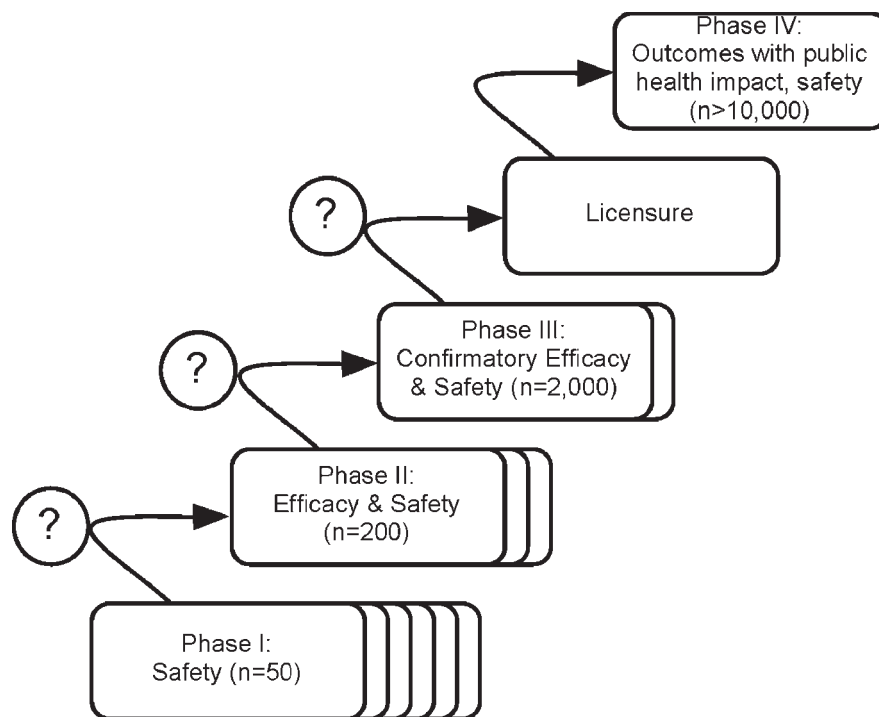 Phase IV:
Outcomes with public
health impact, safety
(n>10,000)
?
Licensure
?
Phase III:
Confirmatory Efficacy
& Safety (n=2,000)
?
Phase II:
Efficacy & Safety
(n=200)
Phase I:
Safety (n=50)